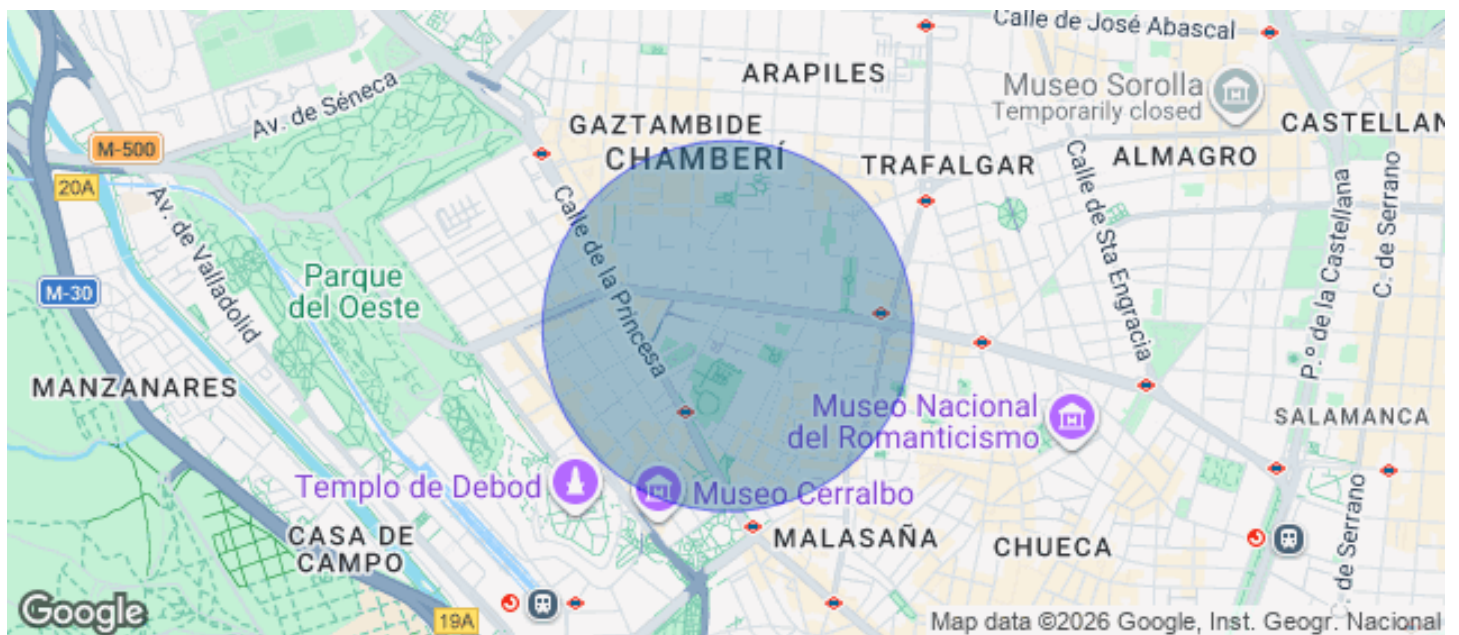 Calle de José Abascal
ARAPILES
Museo Sorolla
Temporarily closed
Av. de Séneca
GAZTAMBIDE
CHAMBERÍ
CASTELLAN
M-500
TRAFALGAR
ALMAGRO
20A
Av. de Valladolid
Calle de la Princesa
Calle de Sta Engracia
P.º de la Castellana
C. de Serrano
Parque
del Oeste
M-30
MANZANARES
Museo Nacional
del Romanticismo
SALAMANCA
Templo de Debod
Museo Cerralbo
CASA DE
CAMPO
MALASAÑA
CHUECA
C. de Serrano
Google
19A
Map data ©2026 Google, Inst. Geogr. Nacional